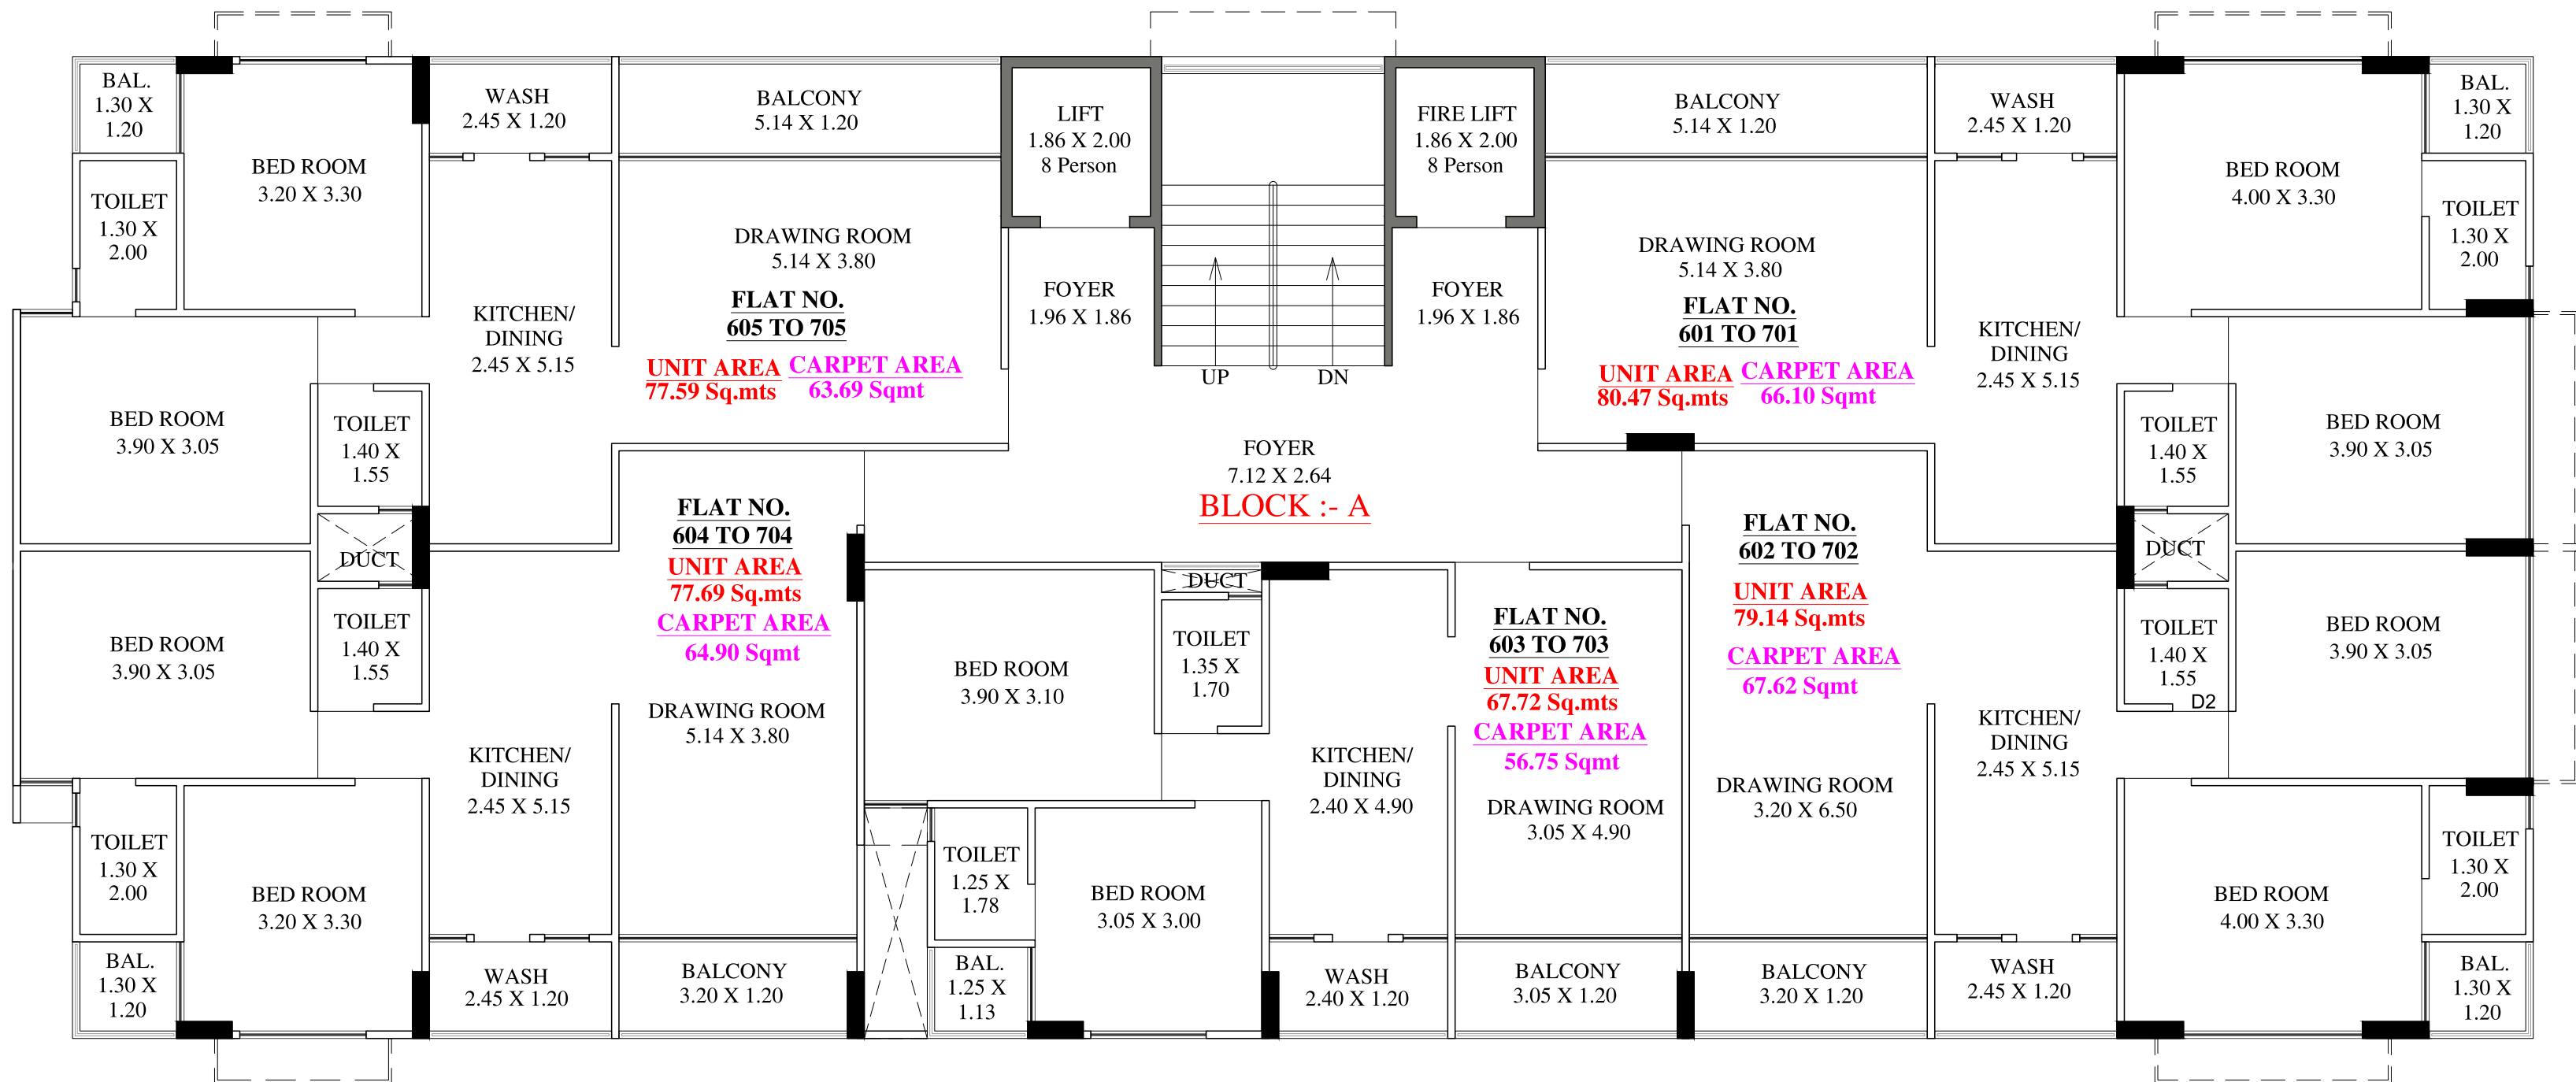 BAL.
1.30 X
1.20
BED ROOM
3.20 X 3.30
WASH
2.45 X 1.20
BALCONY
5.14 X 1.20
LIFT
1.86 X 2.00
8 Person
FIRE LIFT
1.86 X 2.00
8 Person
BALCONY
5.14 X 1.20
WASH
2.45 X 1.20
BED ROOM
4.00 X 3.30
BAL.
1.30 X
1.20
TOILET
1.30 X
2.00
DRAWING ROOM
5.14 X 3.80
FLAT NO.
605 TO 705
UNIT AREA
77.59 Sq.mts
CARPET AREA
63.69 Sqmt
KITCHEN/
DINING
2.45 X 5.15
FOYER
1.96 X 1.86
UP
DN
FOYER
1.96 X 1.86
DRAWING ROOM
5.14 X 3.80
FLAT NO.
601 TO 701
UNIT AREA
80.47 Sq.mts
CARPET AREA
66.10 Sqmt
KITCHEN/
DINING
2.45 X 5.15
TOILET
1.30 X
2.00
BED ROOM
3.90 X 3.05
TOILET
1.40 X
1.55
FOYER
7.12 X 2.64
BLOCK :- A
TOILET
1.40 X
1.55
BED ROOM
3.90 X 3.05
DUCT
FLAT NO.
604 TO 704
UNIT AREA
77.69 Sq.mts
CARPET AREA
64.90 Sqmt
DRAWING ROOM
5.14 X 3.80
DUCT
FLAT NO.
602 TO 702
UNIT AREA
79.14 Sq.mts
CARPET AREA
67.62 Sqmt
DRAWING ROOM
3.20 X 6.50
DUCT
BED ROOM
3.90 X 3.05
TOILET
1.40 X
1.55
KITCHEN/
DINING
2.45 X 5.15
BED ROOM
3.90 X 3.10
TOILET
1.35 X
1.70
KITCHEN/
DINING
2.40 X 4.90
FLAT NO.
603 TO 703
UNIT AREA
67.72 Sq.mts
CARPET AREA
56.75 Sqmt
DRAWING ROOM
3.05 X 4.90
KITCHEN/
DINING
2.45 X 5.15
TOILET
1.40 X
1.55
D2
BED ROOM
3.90 X 3.05
TOILET
1.30 X
2.00
BED ROOM
3.20 X 3.30
TOILET
1.25 X
1.78
BED ROOM
3.05 X 3.00
BED ROOM
4.00 X 3.30
TOILET
1.30 X
2.00
BAL.
1.30 X
1.20
WASH
2.45 X 1.20
BALCONY
3.20 X 1.20
BAL.
1.25 X
1.13
WASH
2.40 X 1.20
BALCONY
3.05 X 1.20
BALCONY
3.20 X 1.20
WASH
2.45 X 1.20
BAL.
1.30 X
1.20